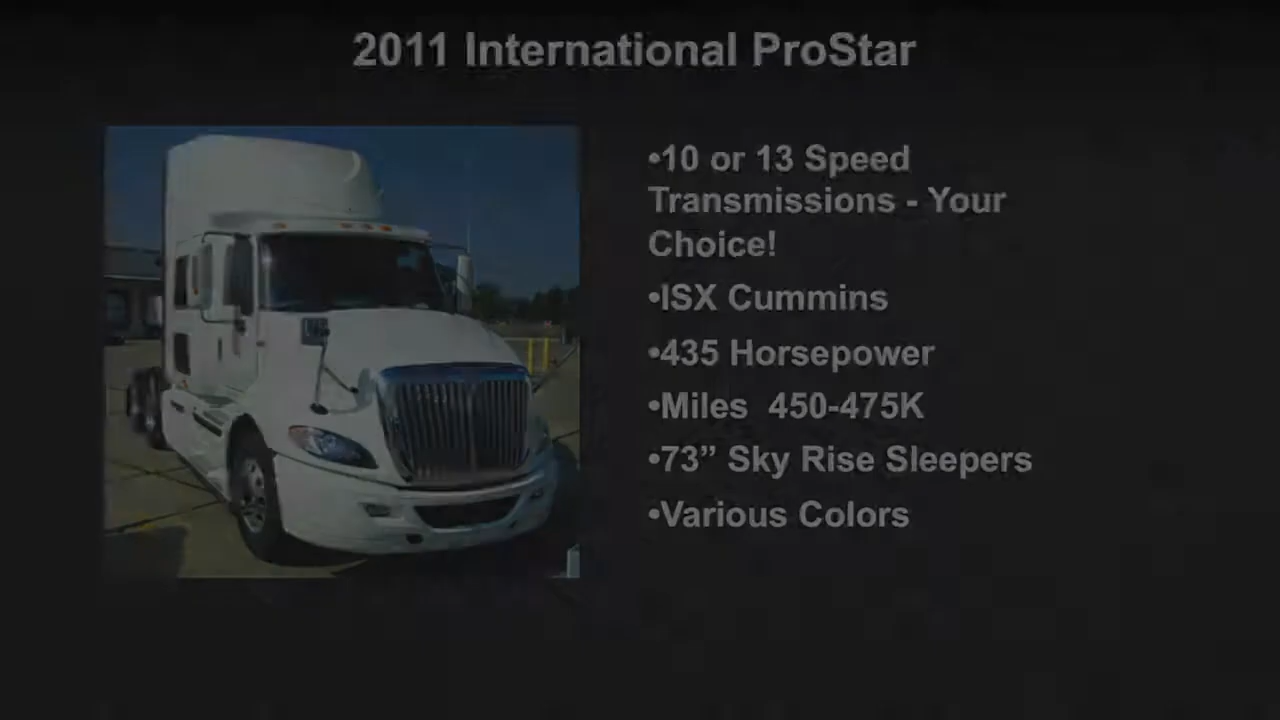 2011 International ProStar
•10 or 13 Speed
Transmissions - Your
Choice!
•ISX Cummins
•435 Horsepower
•Miles  450-475K
•73” Sky Rise Sleepers
•Various Colors